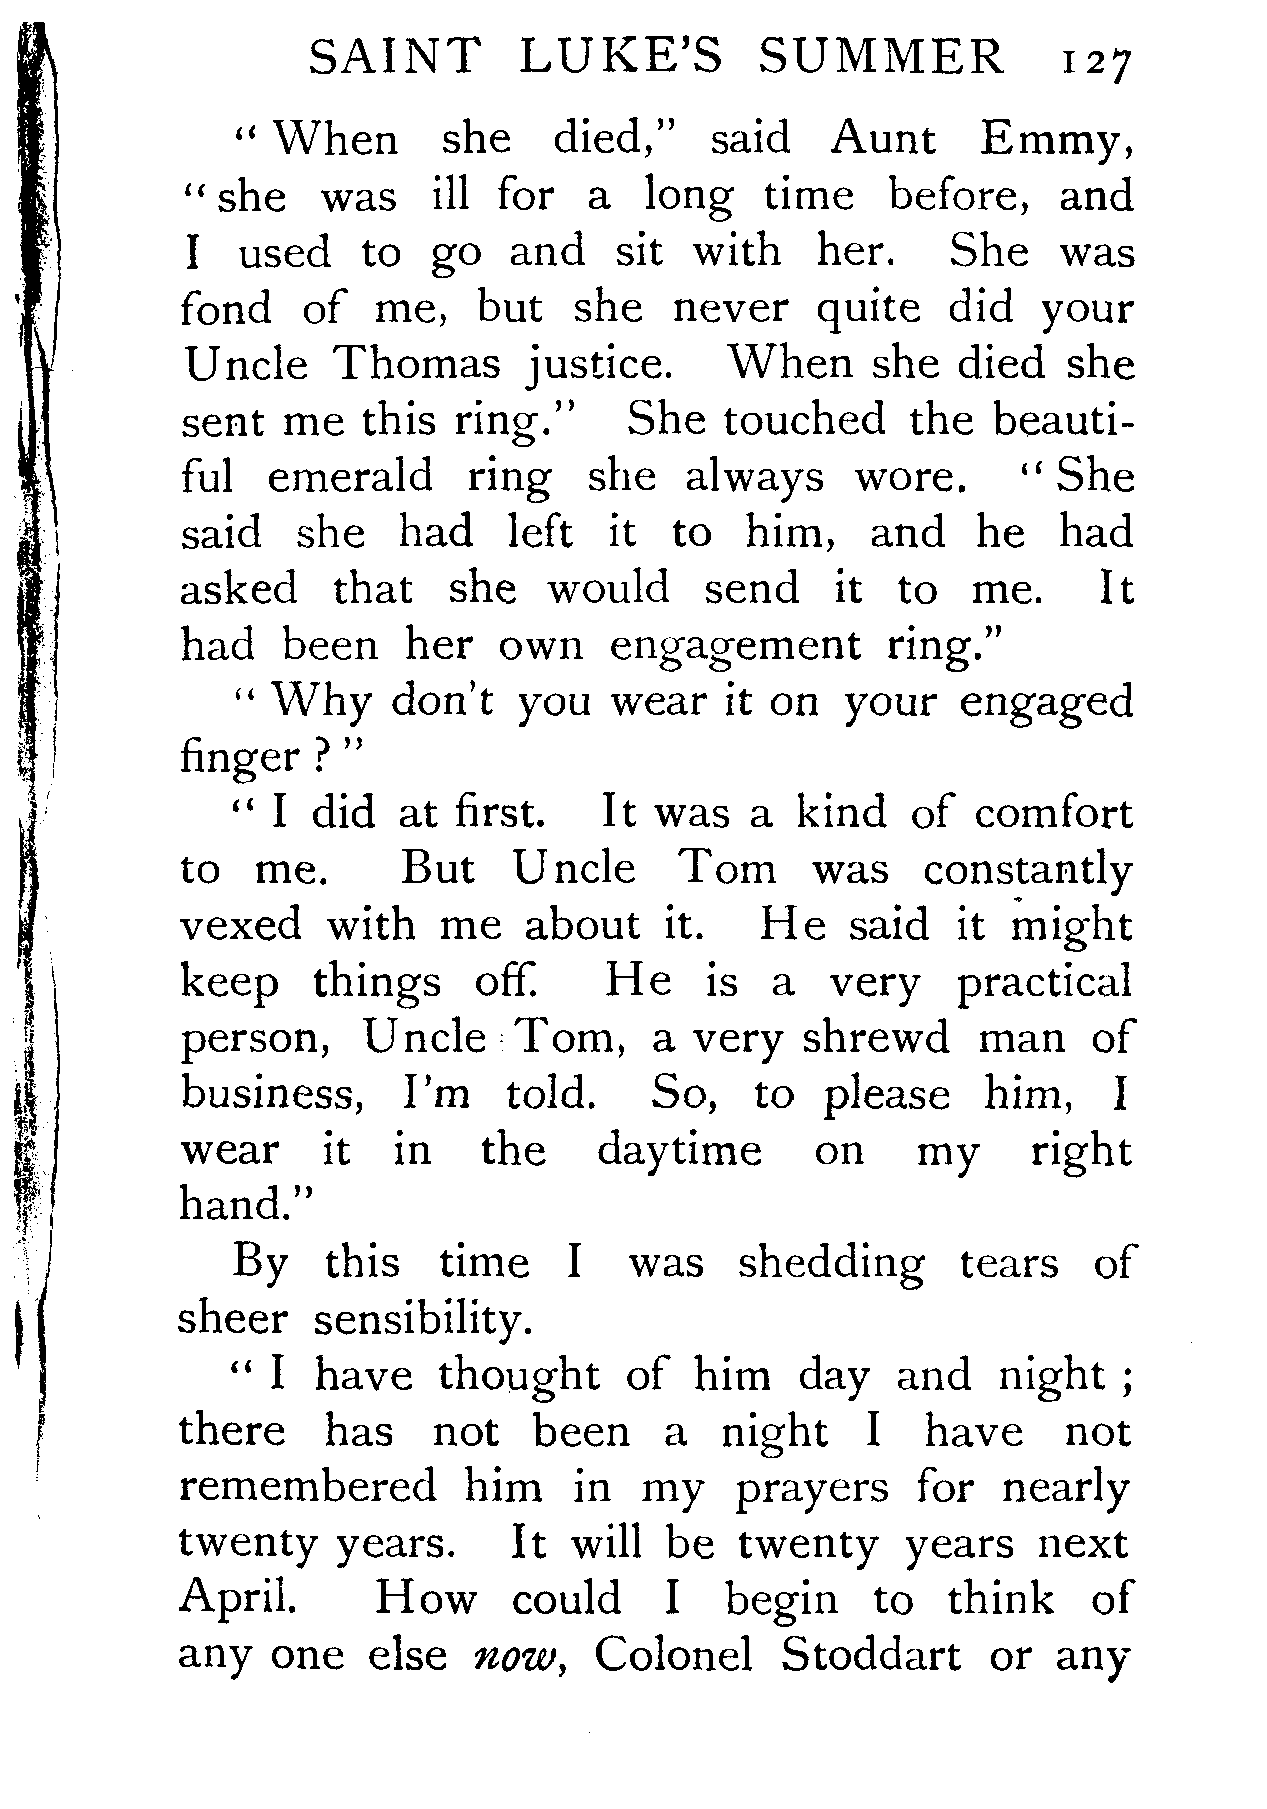 SAINT LUKE'S SUMMER 127
“ When she died,” said Aunt Emmy,
“ she was ill for a long time before, and
I used to go and sit with her. She was
fond of me, but she never quite did your
Uncle Thomas justice. When she died she
sent me this ring.” She touched the beauti-
ful emerald ring she always wore. “ She
said she had left it to him, and he had
asked that she would send it to me. It
had been her own engagement ring.”
“ Why don't you wear it on your engaged
finger ? ”
“ I did at first. It was a kind of comfort
to me. But Uncle Tom was constantly
vexed with me about it. He said it might
keep things off. He is a very practical
person, Uncle Tom, a very shrewd man of
business, I'm told. So, to please him, I
wear it in the daytime on my right
hand.”
By this time I was shedding tears of
sheer sensibility.
“ I have thought of him day and night ;
there has not been a night I have not
remembered him in my prayers for nearly
twenty years. It will be twenty years next
April. How could I begin to think of
any one else now, Colonel Stoddart or any